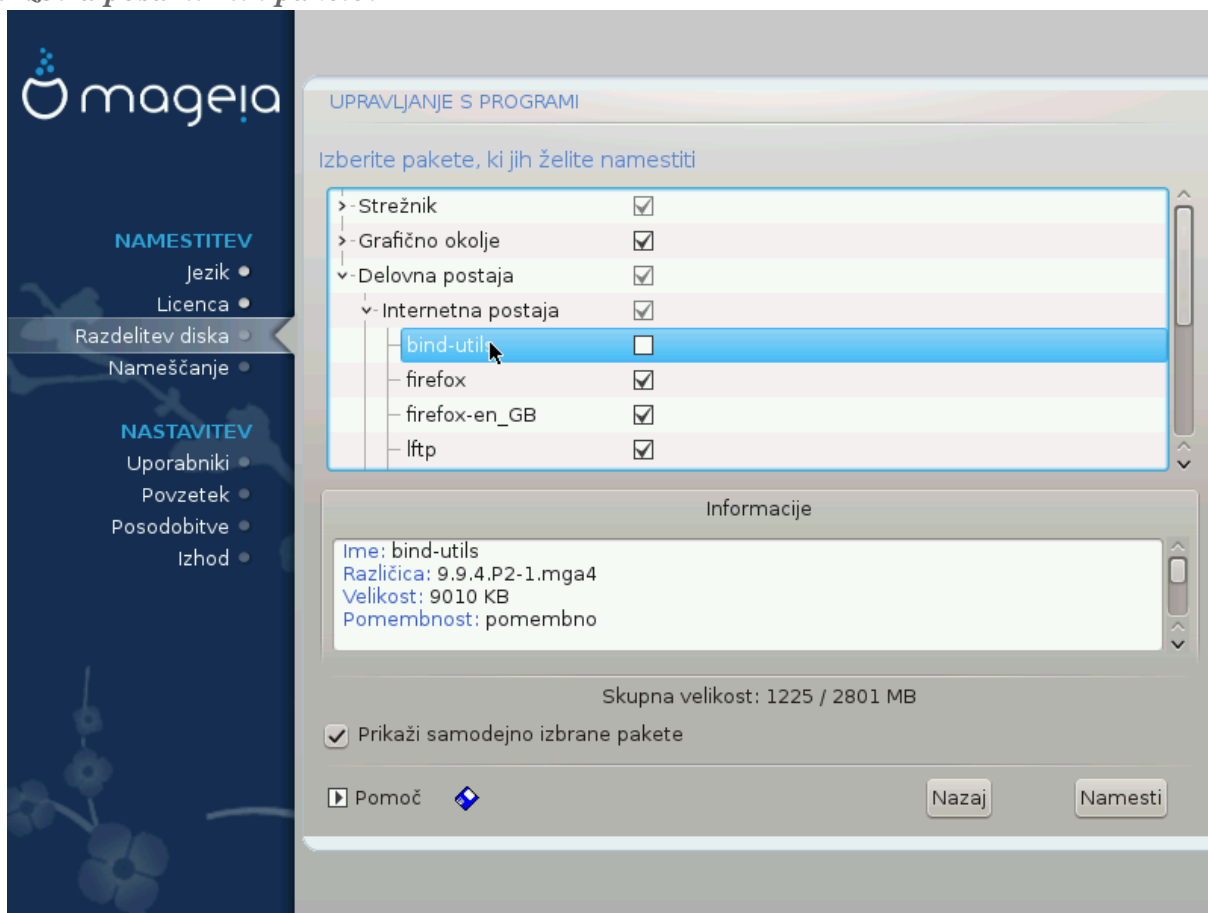 mageia
UPRAVLJANJE S PROGRAMI
Izberite pakete, ki jih želite namestiti
Strežnik
Grafično okolje
Delovna postaja
Internetna postaja
bind-utils
firefox
firefox-en_GB
lftp
NAMESTITEV
Jezik
Licenca
Razdelitev diska
Nameščanje
NASTAVITEV
Uporabniki
Povzetek
Posodobitve
Izhod
Informacije
Ime: bind-utils
Različica: 9.9.4.P2-1.mga4
Velikost: 9010 KB
Pomembnost: pomembno
Skupna velikost: 1225 / 2801 MB
Prikaži samodejno izbrane pakete
Pomoč
Nazaj
Namesti